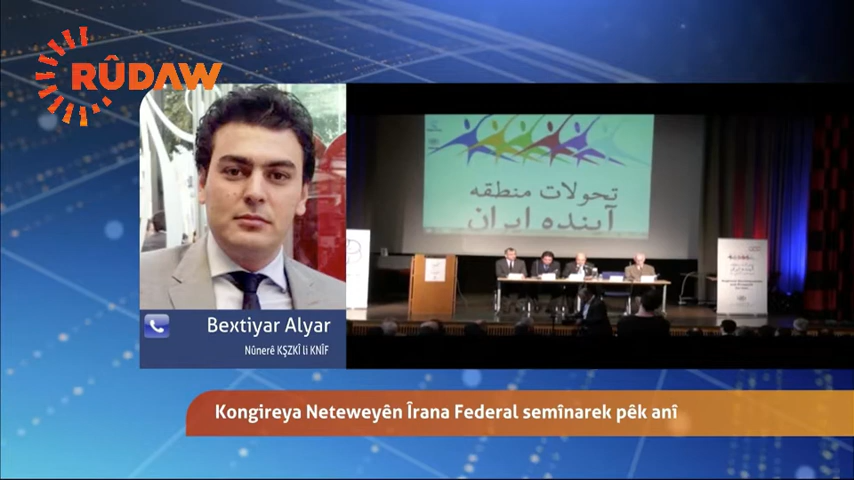 RÛDAW
تحولات منطقه
آینده ایران
Bextiyar Alyar
Nûnerê KŞZKÎ li KNÎF
Kongireya Neteweyên Îrana Federal semînarek pêk anî